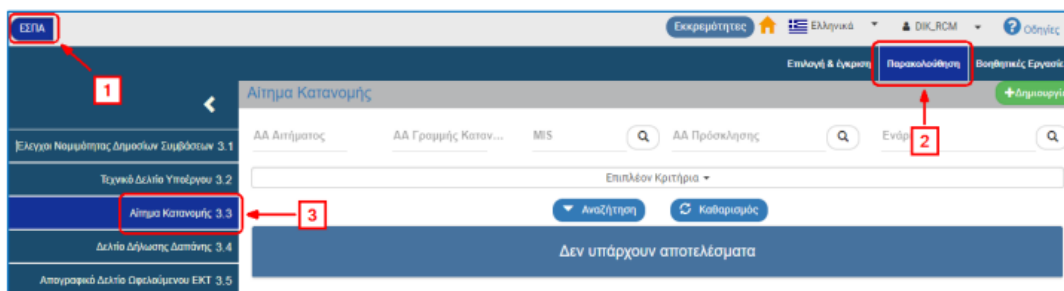 ΕΣΠΑ Εκκρεμότητες Ελληνικά DIK_RCM ? Οδηγίες
Επιλογή & έγκριση Παρακολούθηση Βοηθητικές Εργασίε
1
2
3
Αίτημα Κατανομής +Δημιουργί
ΑΑ Αιτήματος ΑΑ Γραμμής Καταν... MIS ΑΑ Πρόσκλησης
Έλεγχοι Νομιμότητας Δημοσίων Συμβάσεων 3.1
Τεχνικό Δελτίο Υποέργου 3.2
Επιπλέον Κριτήρια
Αίτημα Κατανομής 3.3
Αναζήτηση Καθαρισμός
Δελτίο Δήλωσης Δαπάνης 3.4
Δεν υπάρχουν αποτελέσματα
Απογραφικό Δελτίο Ωφελούμενου ΕΚΤ 3.5